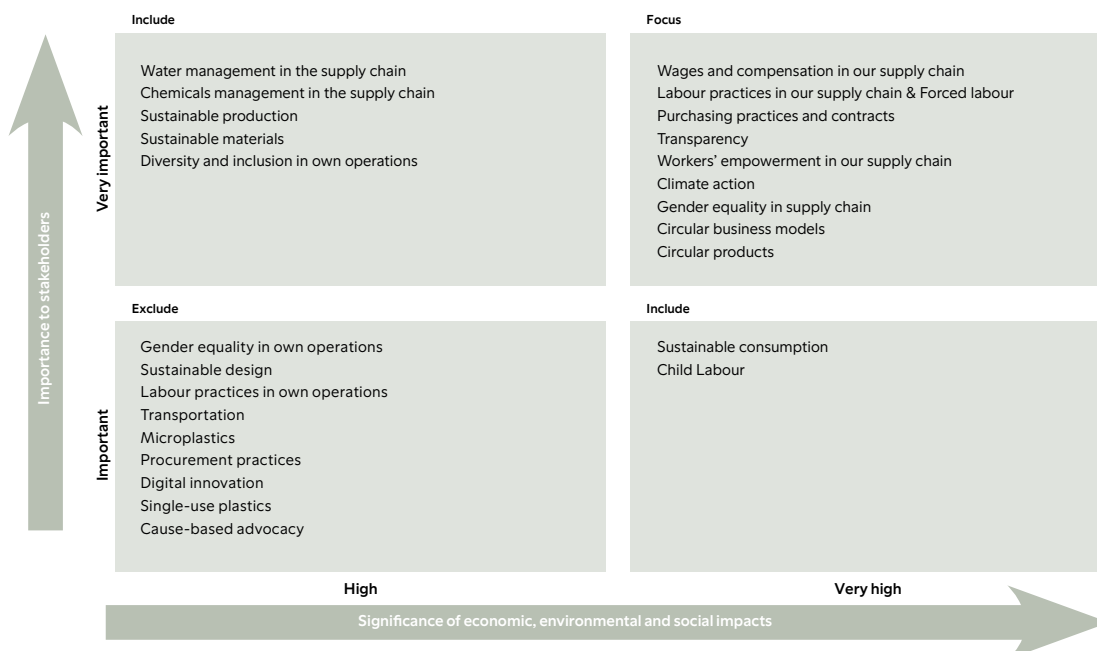 Include
Water management in the supply chain
Chemicals management in the supply chain
Sustainable production
Sustainable materials
Diversity and inclusion in own operations
Focus
Wages and compensation in our supply chain
Labour practices in our supply chain & Forced labour
Purchasing practices and contracts
Transparency
Workers’ empowerment in our supply chain
Climate action
Gender equality in supply chain
Circular business models
Circular products
Very important
Importance to stakeholders
Important
Exclude
Gender equality in own operations
Sustainable design
Labour practices in own operations
Transportation
Microplastics
Procurement practices
Digital innovation
Single-use plastics
Cause-based advocacy
Include
Sustainable consumption
Child Labour
High
Very high
Significance of economic, environmental and social impacts